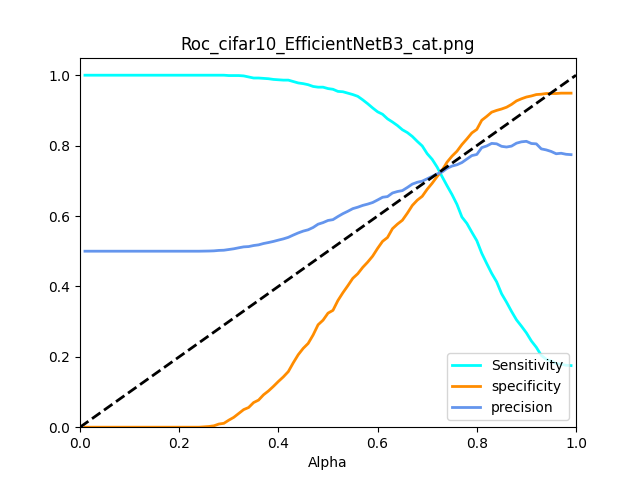 Roc_cifar10_EfficientNetB3_cat.png
1.0
0.8
0.6
0.4
0.2
0.0
0.0 0.2 0.4 0.6 0.8 1.0
Alpha
Sensitivity
specificity
precision